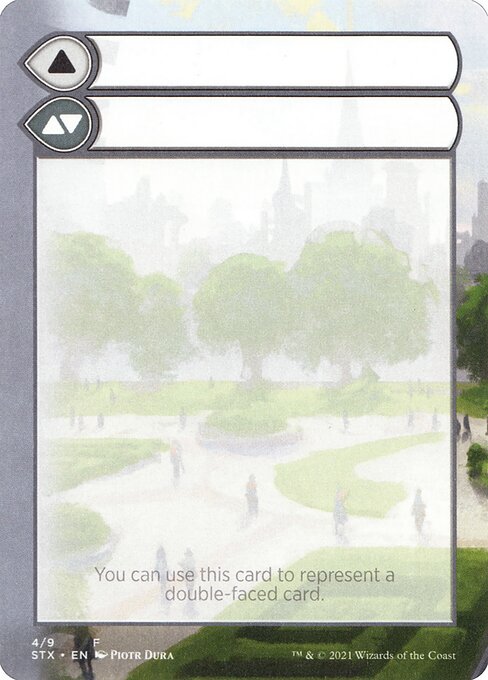 You can use this card to represent a
double-faced card.
4/9 F
STX • EN Piotr Dura
™ & © 2021 Wizards of the Coast